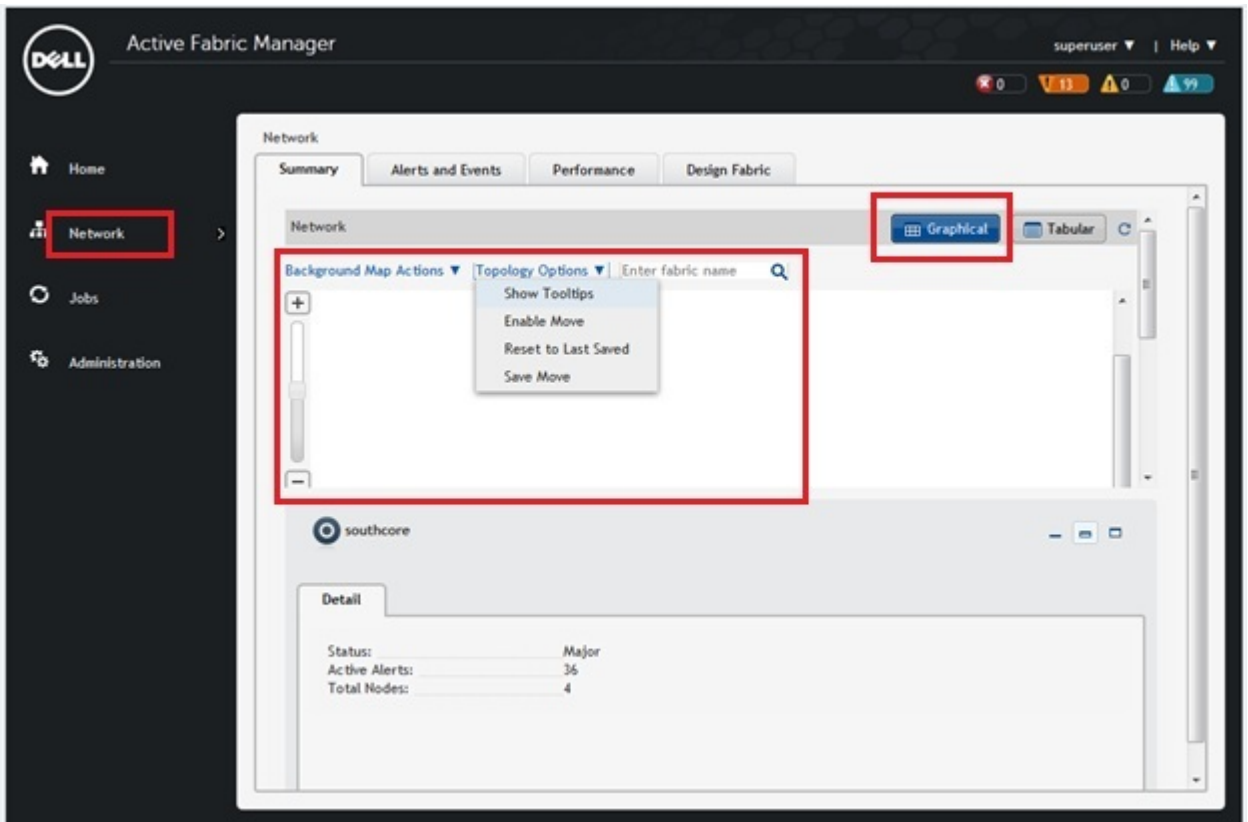 DELL
Active Fabric Manager
superuser ▼ | Help ▼
0 13 0 99
Home
Network
Jobs
Administration
Network
Summary Alerts and Events Performance Design Fabric
Network Graphical Tabular
Background Map Actions ▼ Topology Options ▼ Enter fabric name
Show Tooltips
Enable Move
Reset to Last Saved
Save Move
southcore
Detail
Status: Major
Active Alerts: 36
Total Nodes: 4